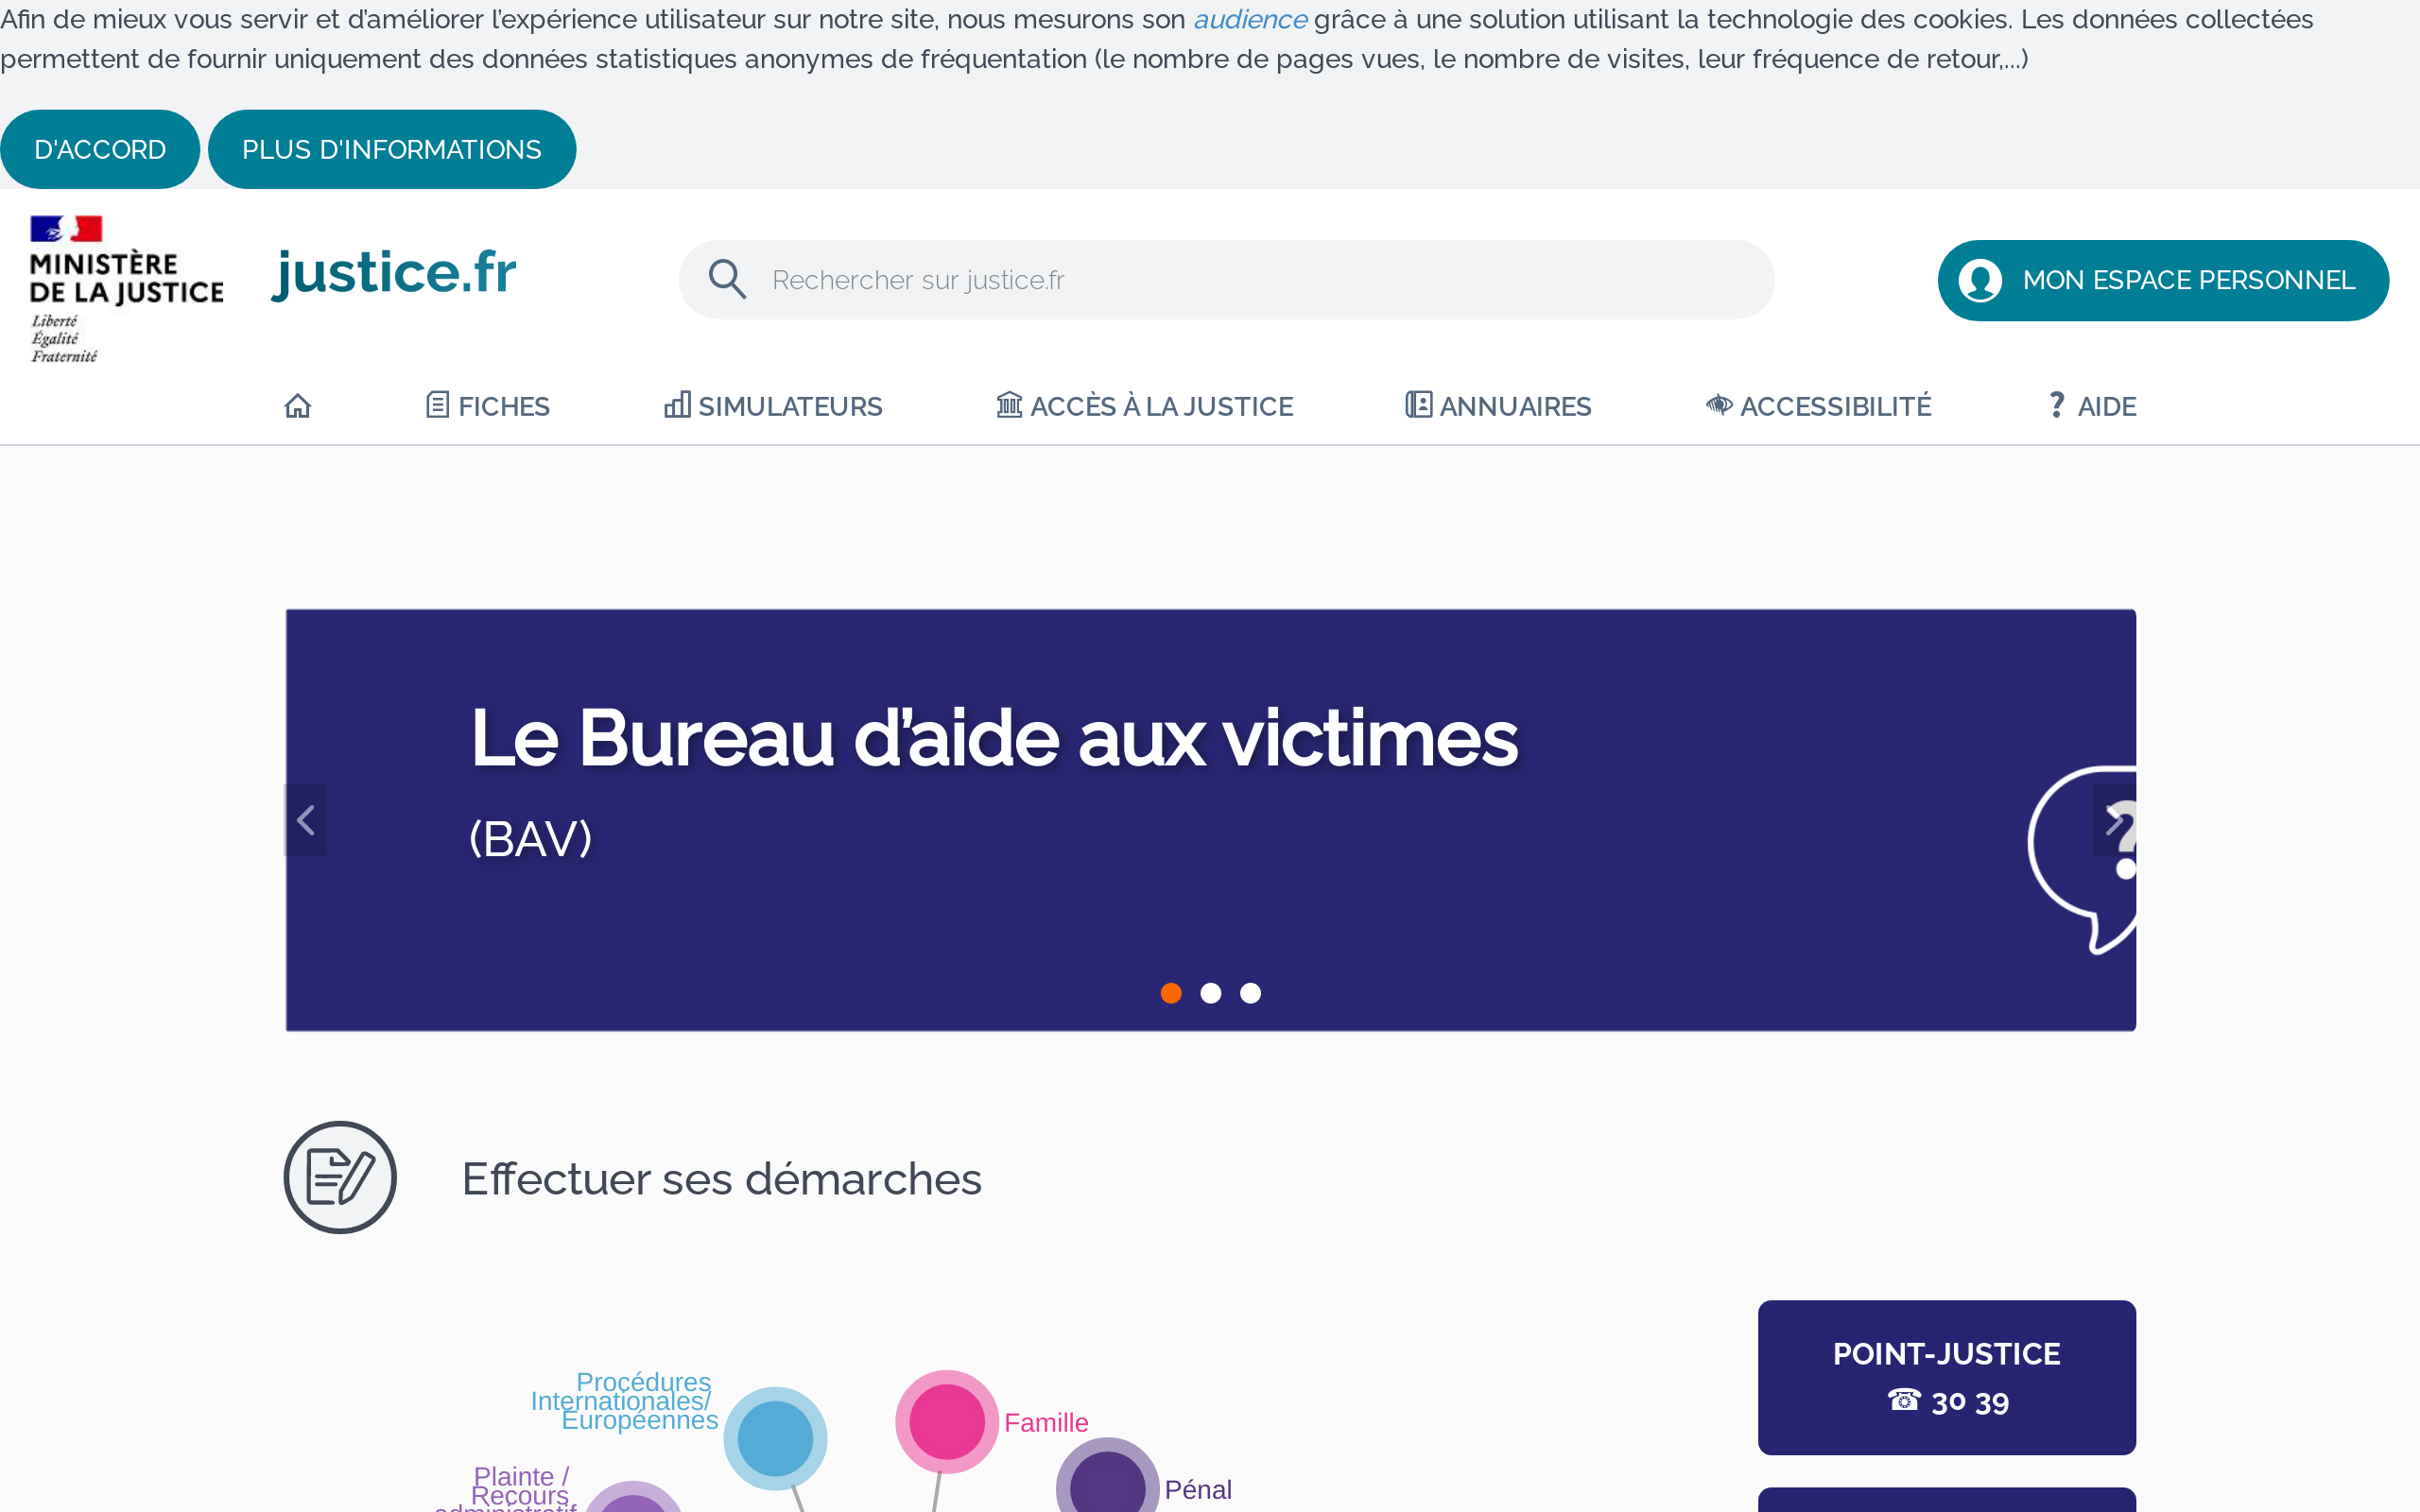 Afin de mieux vous servir et d’améliorer l’expérience utilisateur sur notre site, nous mesurons son audience grâce à une solution utilisant la technologie des cookies. Les données collectées
permettent de fournir uniquement des données statistiques anonymes de fréquentation (le nombre de pages vues, le nombre de visites, leur fréquence de retour,...)
D'ACCORD
PLUS D'INFORMATIONS
MINISTÈRE
DE LA JUSTICE
Liberté
Égalité
Fraternité
justice.fr
Rechercher sur justice.fr
MON ESPACE PERSONNEL
FICHES
SIMULATEURS
ACCÈS À LA JUSTICE
ANNUAIRES
ACCESSIBILITÉ
AIDE
Le Bureau d’aide aux victimes
(BAV)
Effectuer ses démarches
Procédures
Internationales/
Européennes
Famille
Plainte /
Recours
administratif
Pénal
POINT-JUSTICE
☎ 30 39